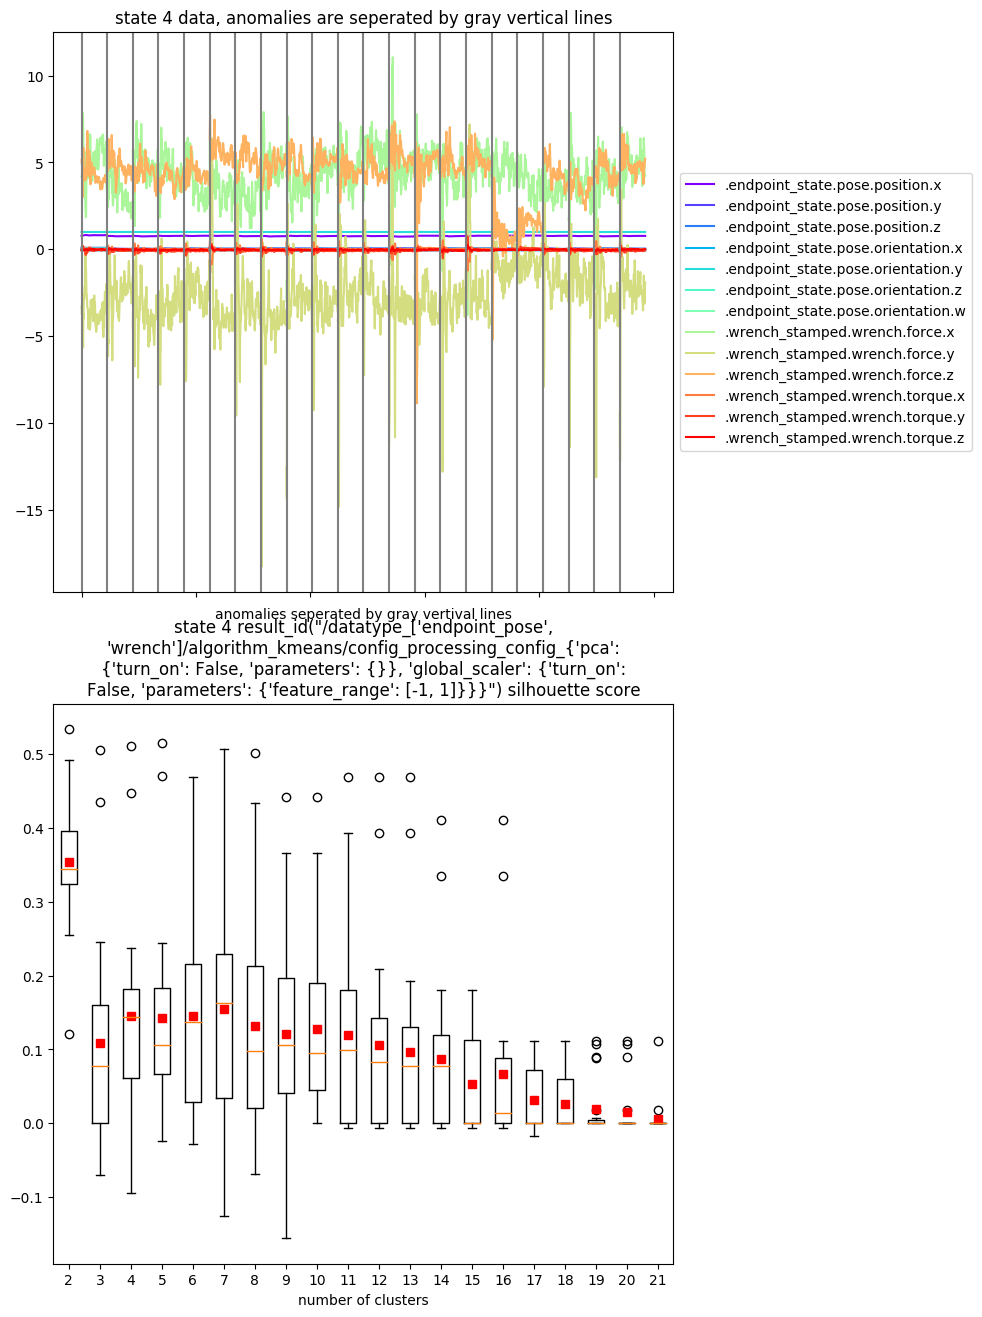 state 4 data, anomalies are seperated by gray vertical lines
10
5
0
−5
−10
−15
.endpoint_state.pose.position.x
.endpoint_state.pose.position.y
.endpoint_state.pose.position.z
.endpoint_state.pose.orientation.x
.endpoint_state.pose.orientation.y
.endpoint_state.pose.orientation.z
.endpoint_state.pose.orientation.w
.wrench_stamped.wrench.force.x
.wrench_stamped.wrench.force.y
.wrench_stamped.wrench.force.z
.wrench_stamped.wrench.torque.x
.wrench_stamped.wrench.torque.y
.wrench_stamped.wrench.torque.z
anomalies seperated by gray vertival lines
state 4 result_id("/datatype_['endpoint_pose',
'wrench']/algorithm_kmeans/config_processing_config_{'pca':
{'turn_on': False, 'parameters': {}}, 'global_scaler': {'turn_on':
False, 'parameters': {'feature_range': [-1, 1]}}}") silhouette score
0.5
0.4
0.3
0.2
0.1
0.0
−0.1
2 3 4 5 6 7 8 9 10 11 12 13 14 15 16 17 18 19 20 21
number of clusters